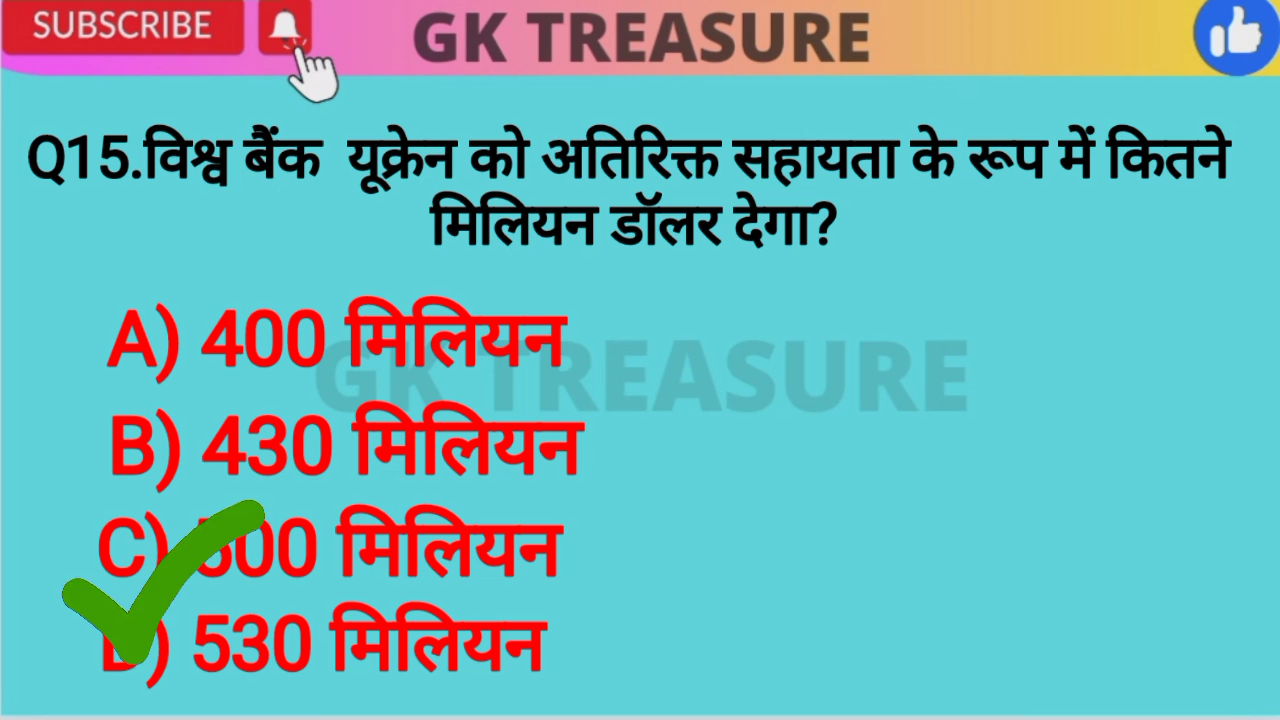 SUBSCRIBE
GK TREASURE
Q15.विश्व बैंक यूक्रेन को अतिरिक्त सहायता के रूप में कितने
मिलियन डॉलर देगा?
A) 400 मिलियन
GK TREASURE
B) 430 मिलियन
C) 500 मिलियन
D) 530 मिलियन